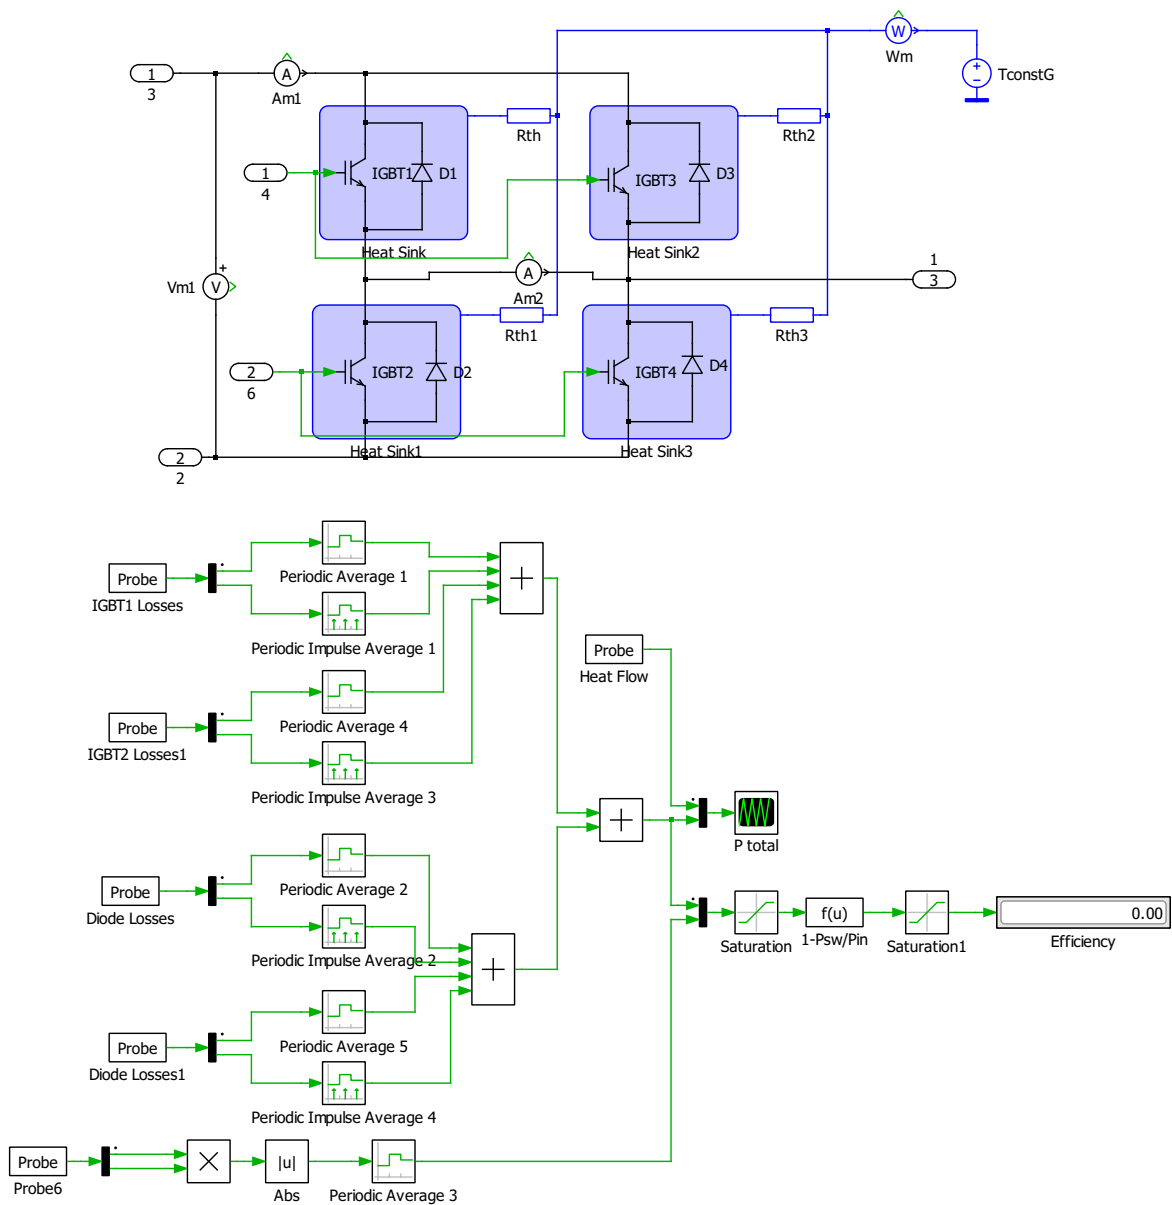 W
Wm
+
TconstG
1
3
A
Am1
Rth
Rth2
IGBT1
D1
IGBT3
D3
1
4
Heat Sink
Heat Sink2
1
3
A
Am2
+
Vm1
V
Rth1
Rth3
IGBT2
D2
IGBT4
D4
2
6
Heat Sink1
Heat Sink3
2
2
Probe
IGBT1 Losses
Periodic Average 1
Periodic Impulse Average 1
+
Probe
Heat Flow
Probe
IGBT2 Losses1
Periodic Average 4
Periodic Impulse Average 3
+
P total
Probe
Diode Losses
Periodic Average 2
Periodic Impulse Average 2
+
Saturation
f(u)
1-Psw/Pin
Saturation1
0.00
Efficiency
Probe
Diode Losses1
Periodic Average 5
Periodic Impulse Average 4
Probe
Probe6
×
|u|
Abs
Periodic Average 3